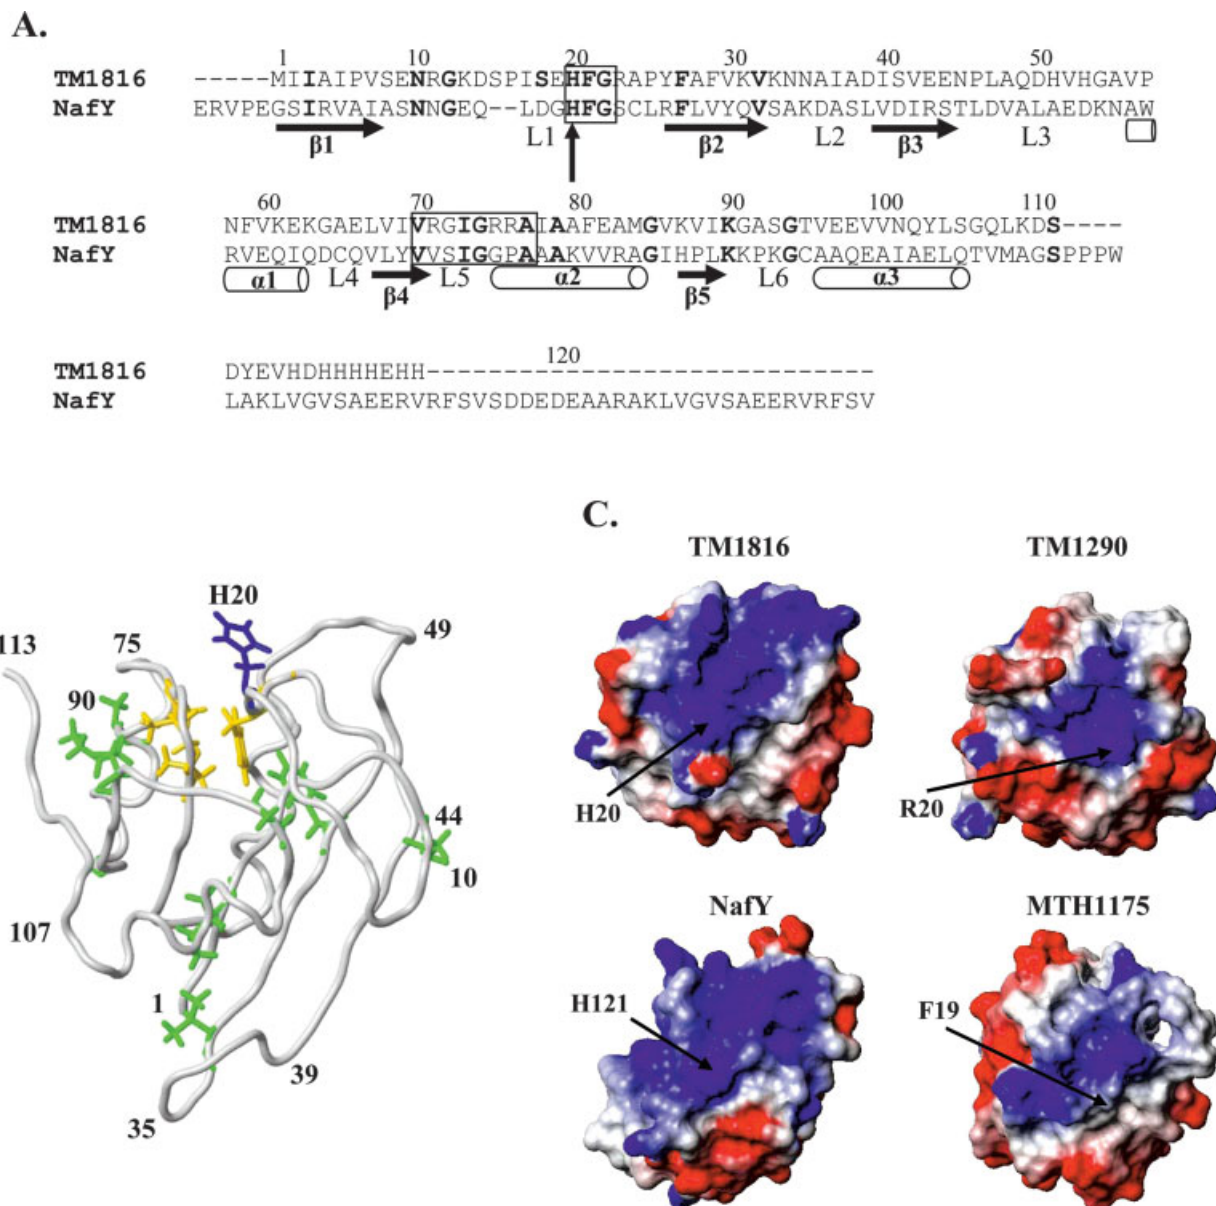 A.
1 10 20 30 40 50
TM1816 -----MIIAIPVSENRGKDSPISEHFGRAPYFAFVKVKNNAIADISVEENPLAQDHVHGAVP
NafY ERVPEGSIRVAIASNNGEQ--LDGHFGSCLRFLVYQVSAKDASLVDIRSTLDVALAEDKNAW
β1 L1 β2 L2 β3 L3
60 70 80 90 100 110
TM1816 NFVKEKGAELVIVRGIGRRAIAAFEAMGVKVIKGASGTVEEVVNQYLSGQLKDS----
NafY RVEQIQDCQVLYVVSIGGPAAAKVVRAGIHPLKKPKGCAAQEAIAELQTVMAGSPPPW
α1 L4 β4 L5 α2 β5 L6 α3
120
TM1816 DYEVHDHHHHEHH-----------------------------
NafY LAKLVGVSAEERVRFSVSDDEDEAARAKLVGVSAEERVRFSV
H20
113
75
49
90
44
10
107
1
39
35
C.
TM1816 TM1290
H20 R20
NafY MTH1175
H121 F19